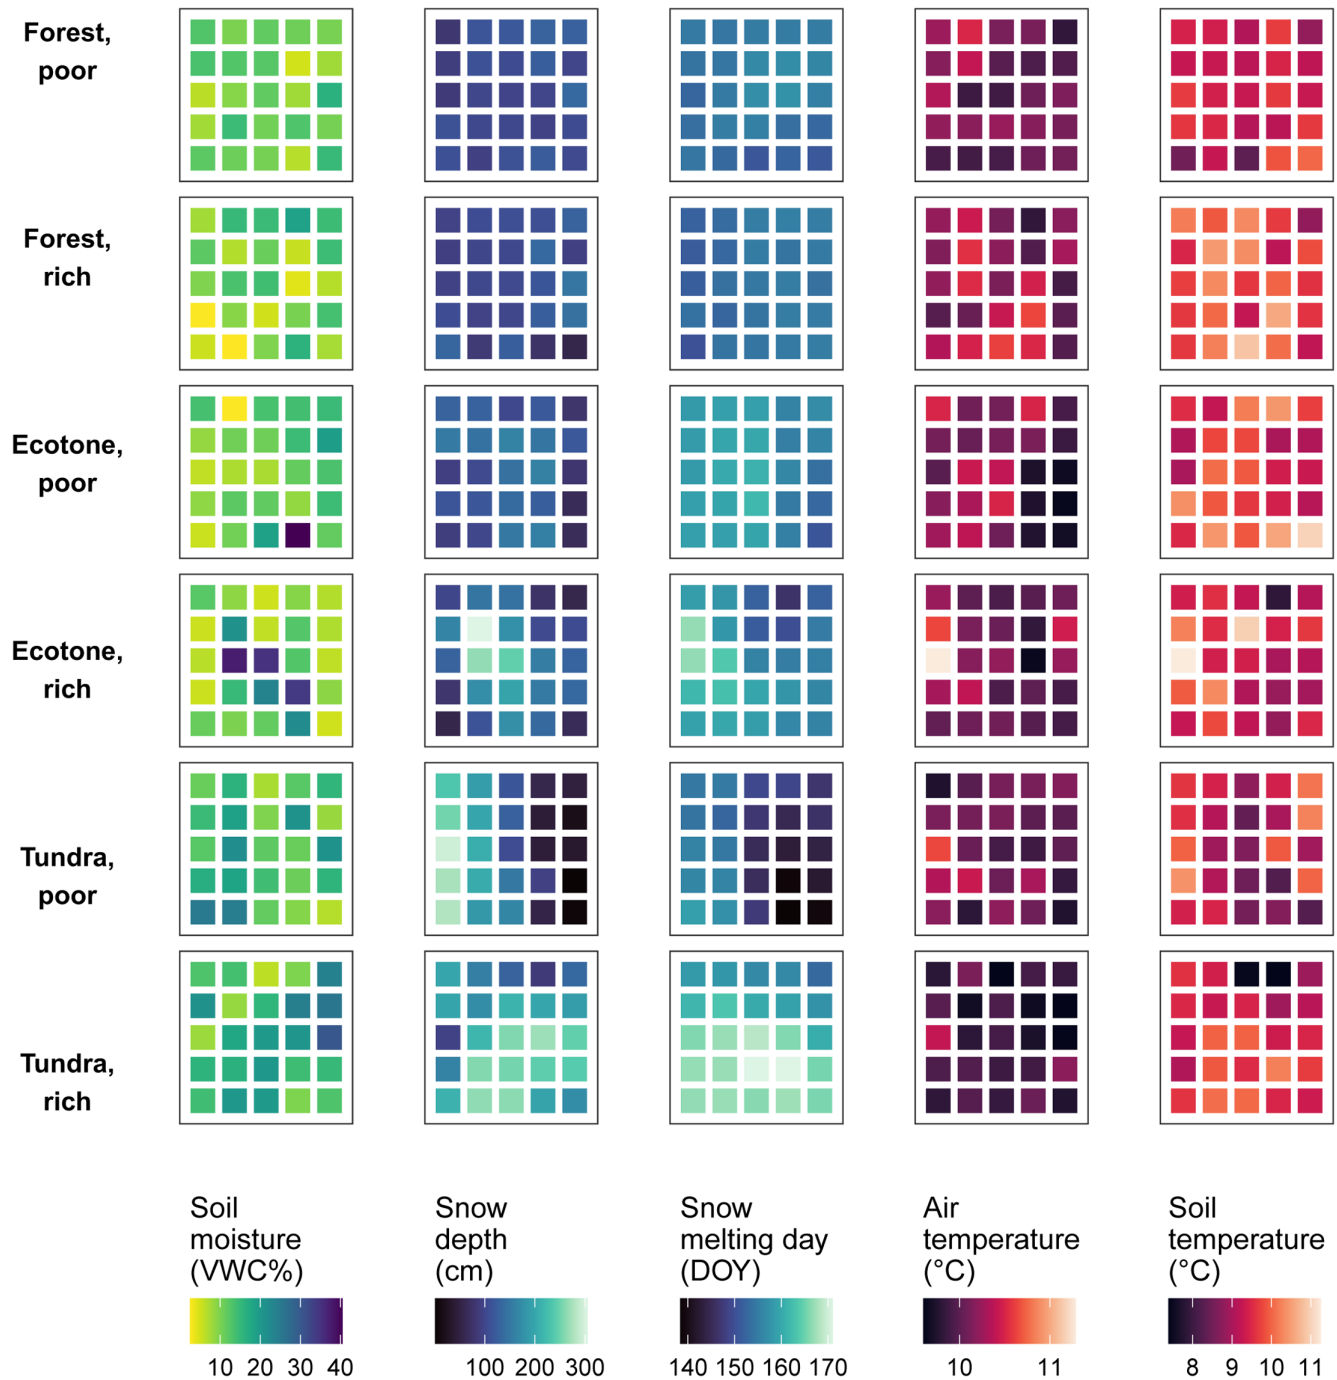 Forest,
poor
Forest,
rich
Ecotone,
poor
Ecotone,
rich
Tundra,
poor
Tundra,
rich
Soil
moisture
(VWC%)
10 20 30 40
Snow
depth
(cm)
100 200 300
Snow
melting day
(DOY)
140 150 160 170
Air
temperature
(°C)
10 11
Soil
temperature
(°C)
8 9 10 11